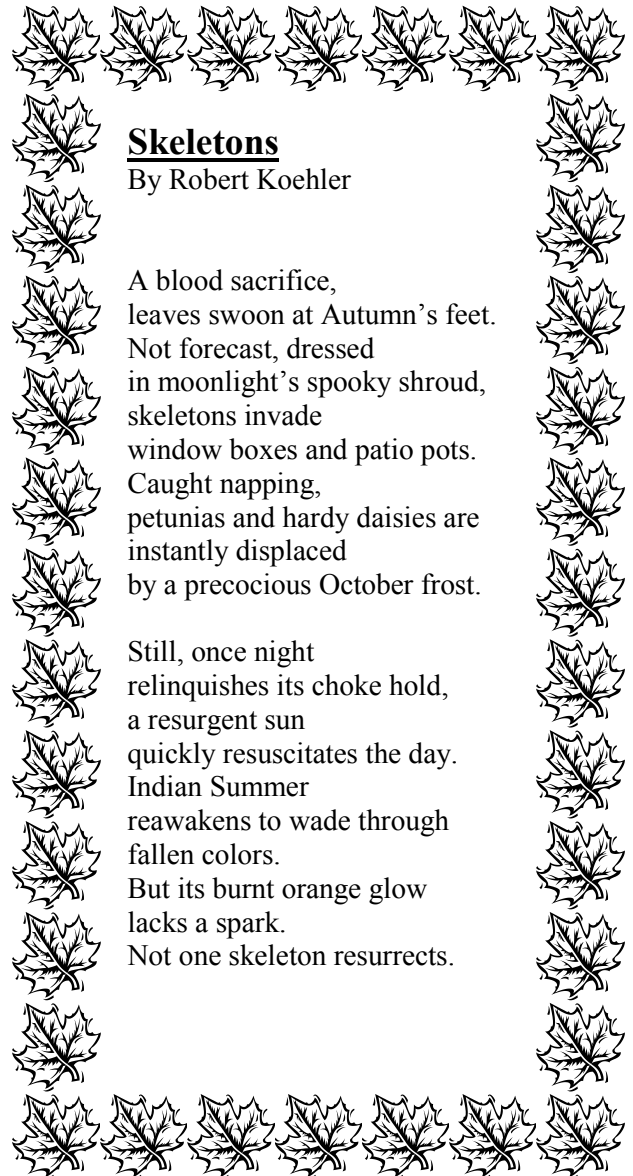 Skeletons
By Robert Koehler
A blood sacrifice,
leaves swoon at Autumn’s feet.
Not forecast, dressed
in moonlight’s spooky shroud,
skeletons invade
window boxes and patio pots.
Caught napping,
petunias and hardy daisies are
instantly displaced
by a precocious October frost.
Still, once night
relinquishes its choke hold,
a resurgent sun
quickly resuscitates the day.
Indian Summer
reawakens to wade through
fallen colors.
But its burnt orange glow
lacks a spark.
Not one skeleton resurrects.